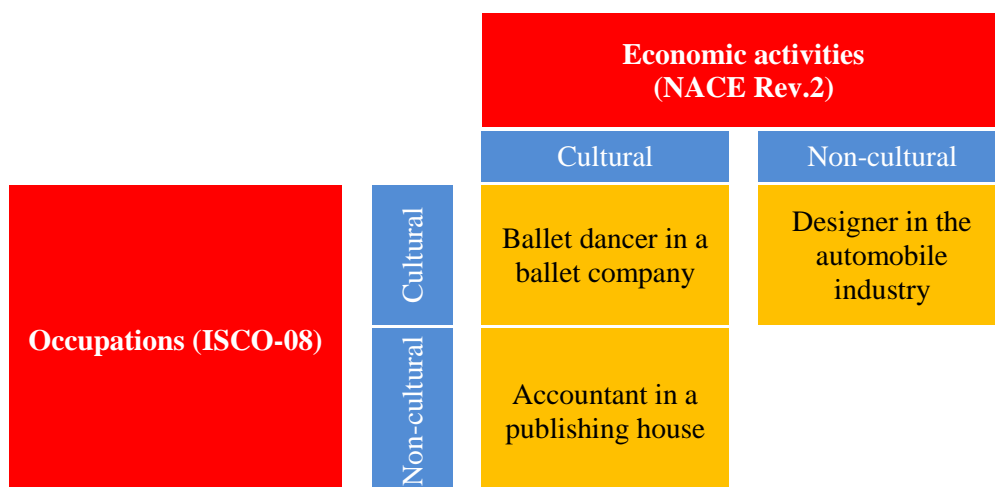 Economic activities
(NACE Rev.2)
Cultural
Non-cultural
Occupations (ISCO-08)
Cultural
Ballet dancer in a
ballet company
Designer in the
automobile
industry
Non-cultural
Accountant in a
publishing house